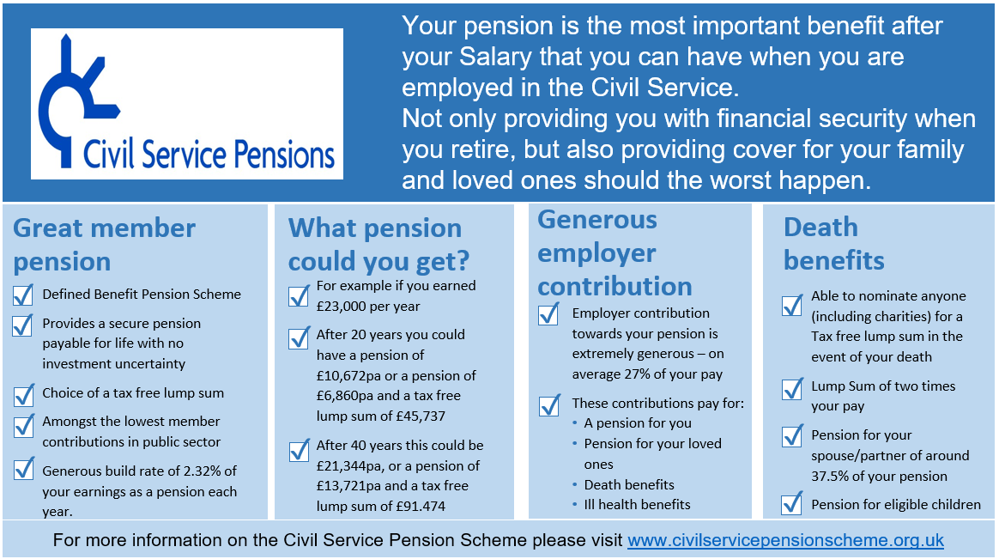 Civil Service Pensions
Your pension is the most important benefit after
your Salary that you can have when you are
employed in the Civil Service.
Not only providing you with financial security when
you retire, but also providing cover for your family
and loved ones should the worst happen.
Great member
pension
Defined Benefit Pension Scheme
Provides a secure pension
payable for life with no
investment uncertainty
Choice of a tax free lump sum
Amongst the lowest member
contributions in public sector
Generous build rate of 2.32% of
your earnings as a pension each
year.
What pension
could you get?
For example if you earned
£23,000 per year
After 20 years you could
have a pension of
£10,672pa or a pension of
£6,860pa and a tax free
lump sum of £45,737
After 40 years this could be
£21,344pa, or a pension of
£13,721pa and a tax free
lump sum of £91.474
Generous
employer
contribution
Employer contribution
towards your pension is
extremely generous – on
average 27% of your pay
These contributions pay for:
• A pension for you
• Pension for your loved
ones
• Death benefits
• Ill health benefits
Death
benefits
Able to nominate anyone
(including charities) for a
Tax free lump sum in the
event of your death
Lump Sum of two times
your pay
Pension for your
spouse/partner of around
37.5% of your pension
Pension for eligible children
For more information on the Civil Service Pension Scheme please visit www.civilservicepensionscheme.org.uk